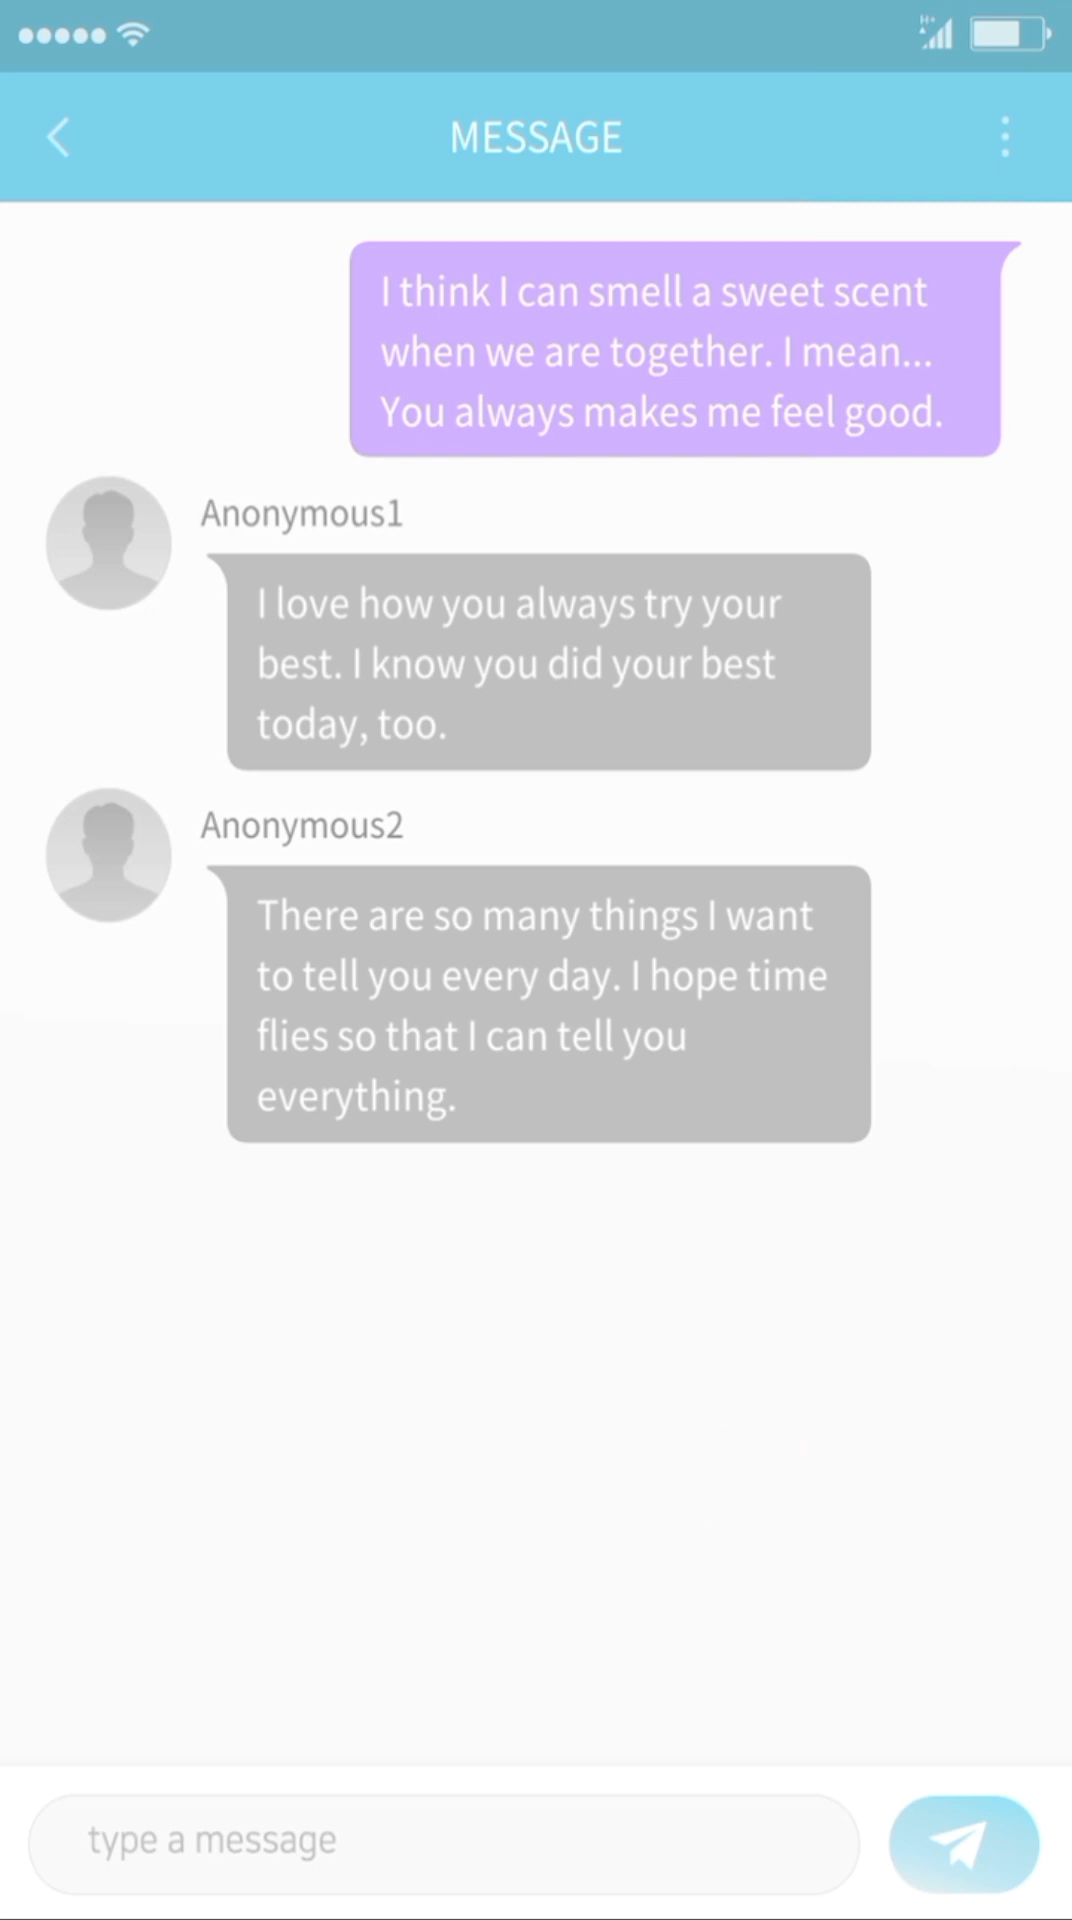 MESSAGE
I think I can smell a sweet scent
when we are together. I mean...
You always makes me feel good.
Anonymous1
I love how you always try your
best. I know you did your best
today, too.
Anonymous2
There are so many things I want
to tell you every day. I hope time
flies so that I can tell you
everything.
type a message